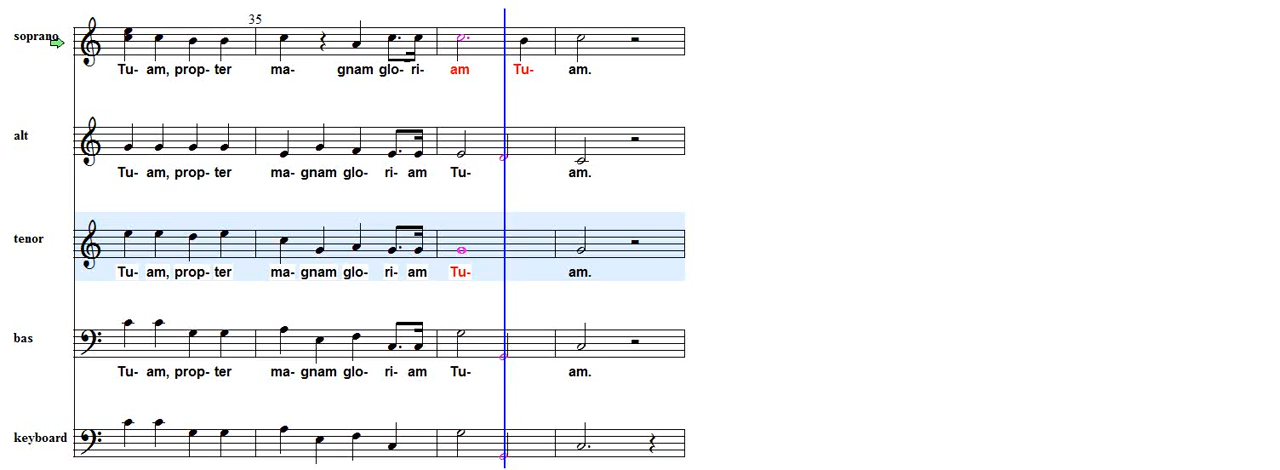 35
soprano
Tu- am, prop- ter ma- gnam glo- ri- am Tu- am.
alt
Tu- am, prop- ter ma- gnam glo- ri- am Tu- am.
tenor
Tu- am, prop- ter ma- gnam glo- ri- am Tu- am.
bas
Tu- am, prop- ter ma- gnam glo- ri- am Tu- am.
keyboard